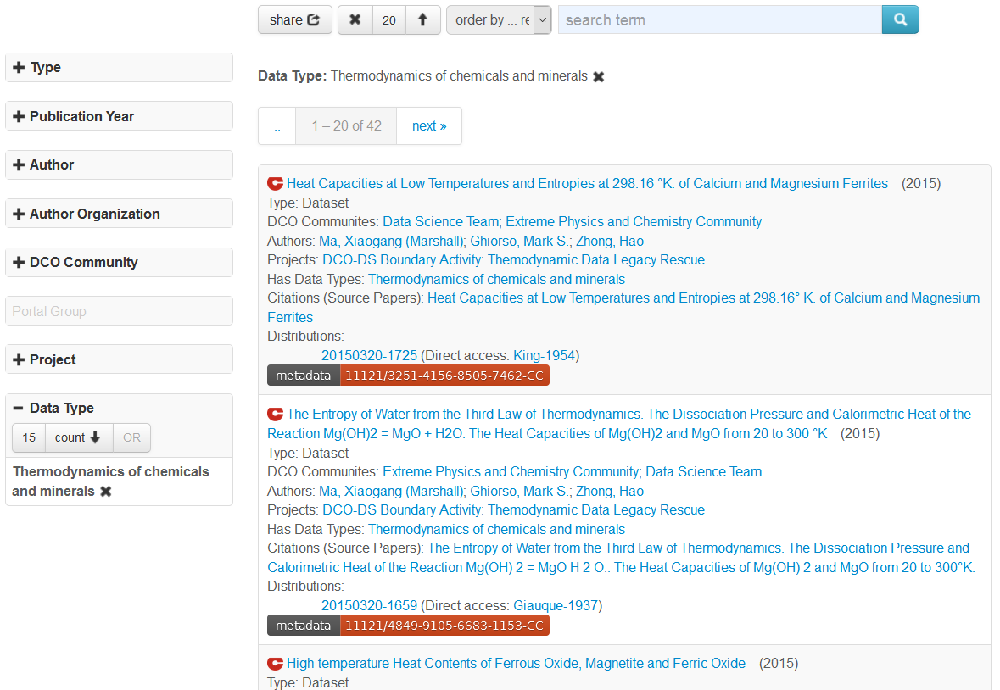 share
20
order by ... re
search term
Type
Publication Year
Author
Author Organization
DCO Community
Portal Group
Project
Data Type
15 count OR
Thermodynamics of chemicals
and minerals
Data Type: Thermodynamics of chemicals and minerals
.. 1 – 20 of 42 next »
Heat Capacities at Low Temperatures and Entropies at 298.16 °K. of Calcium and Magnesium Ferrites (2015)
Type: Dataset
DCO Communites: Data Science Team; Extreme Physics and Chemistry Community
Authors: Ma, Xiaogang (Marshall); Ghiorso, Mark S.; Zhong, Hao
Projects: DCO-DS Boundary Activity: Themodynamic Data Legacy Rescue
Has Data Types: Thermodynamics of chemicals and minerals
Citations (Source Papers): Heat Capacities at Low Temperatures and Entropies at 298.16° K. of Calcium and Magnesium
Ferrites
Distributions:
20150320-1725 (Direct access: King-1954)
metadata 11121/3251-4156-8505-7462-CC
The Entropy of Water from the Third Law of Thermodynamics. The Dissociation Pressure and Calorimetric Heat of the
Reaction Mg(OH)2 = MgO + H2O. The Heat Capacities of Mg(OH)2 and MgO from 20 to 300 °K (2015)
Type: Dataset
DCO Communites: Extreme Physics and Chemistry Community; Data Science Team
Authors: Ma, Xiaogang (Marshall); Ghiorso, Mark S.; Zhong, Hao
Projects: DCO-DS Boundary Activity: Themodynamic Data Legacy Rescue
Has Data Types: Thermodynamics of chemicals and minerals
Citations (Source Papers): The Entropy of Water from the Third Law of Thermodynamics. The Dissociation Pressure and
Calorimetric Heat of the Reaction Mg(OH) 2 = MgO H 2 O.. The Heat Capacities of Mg(OH) 2 and MgO from 20 to 300°K.
Distributions:
20150320-1659 (Direct access: Giauque-1937)
metadata 11121/4849-9105-6683-1153-CC
High-temperature Heat Contents of Ferrous Oxide, Magnetite and Ferric Oxide (2015)
Type: Dataset